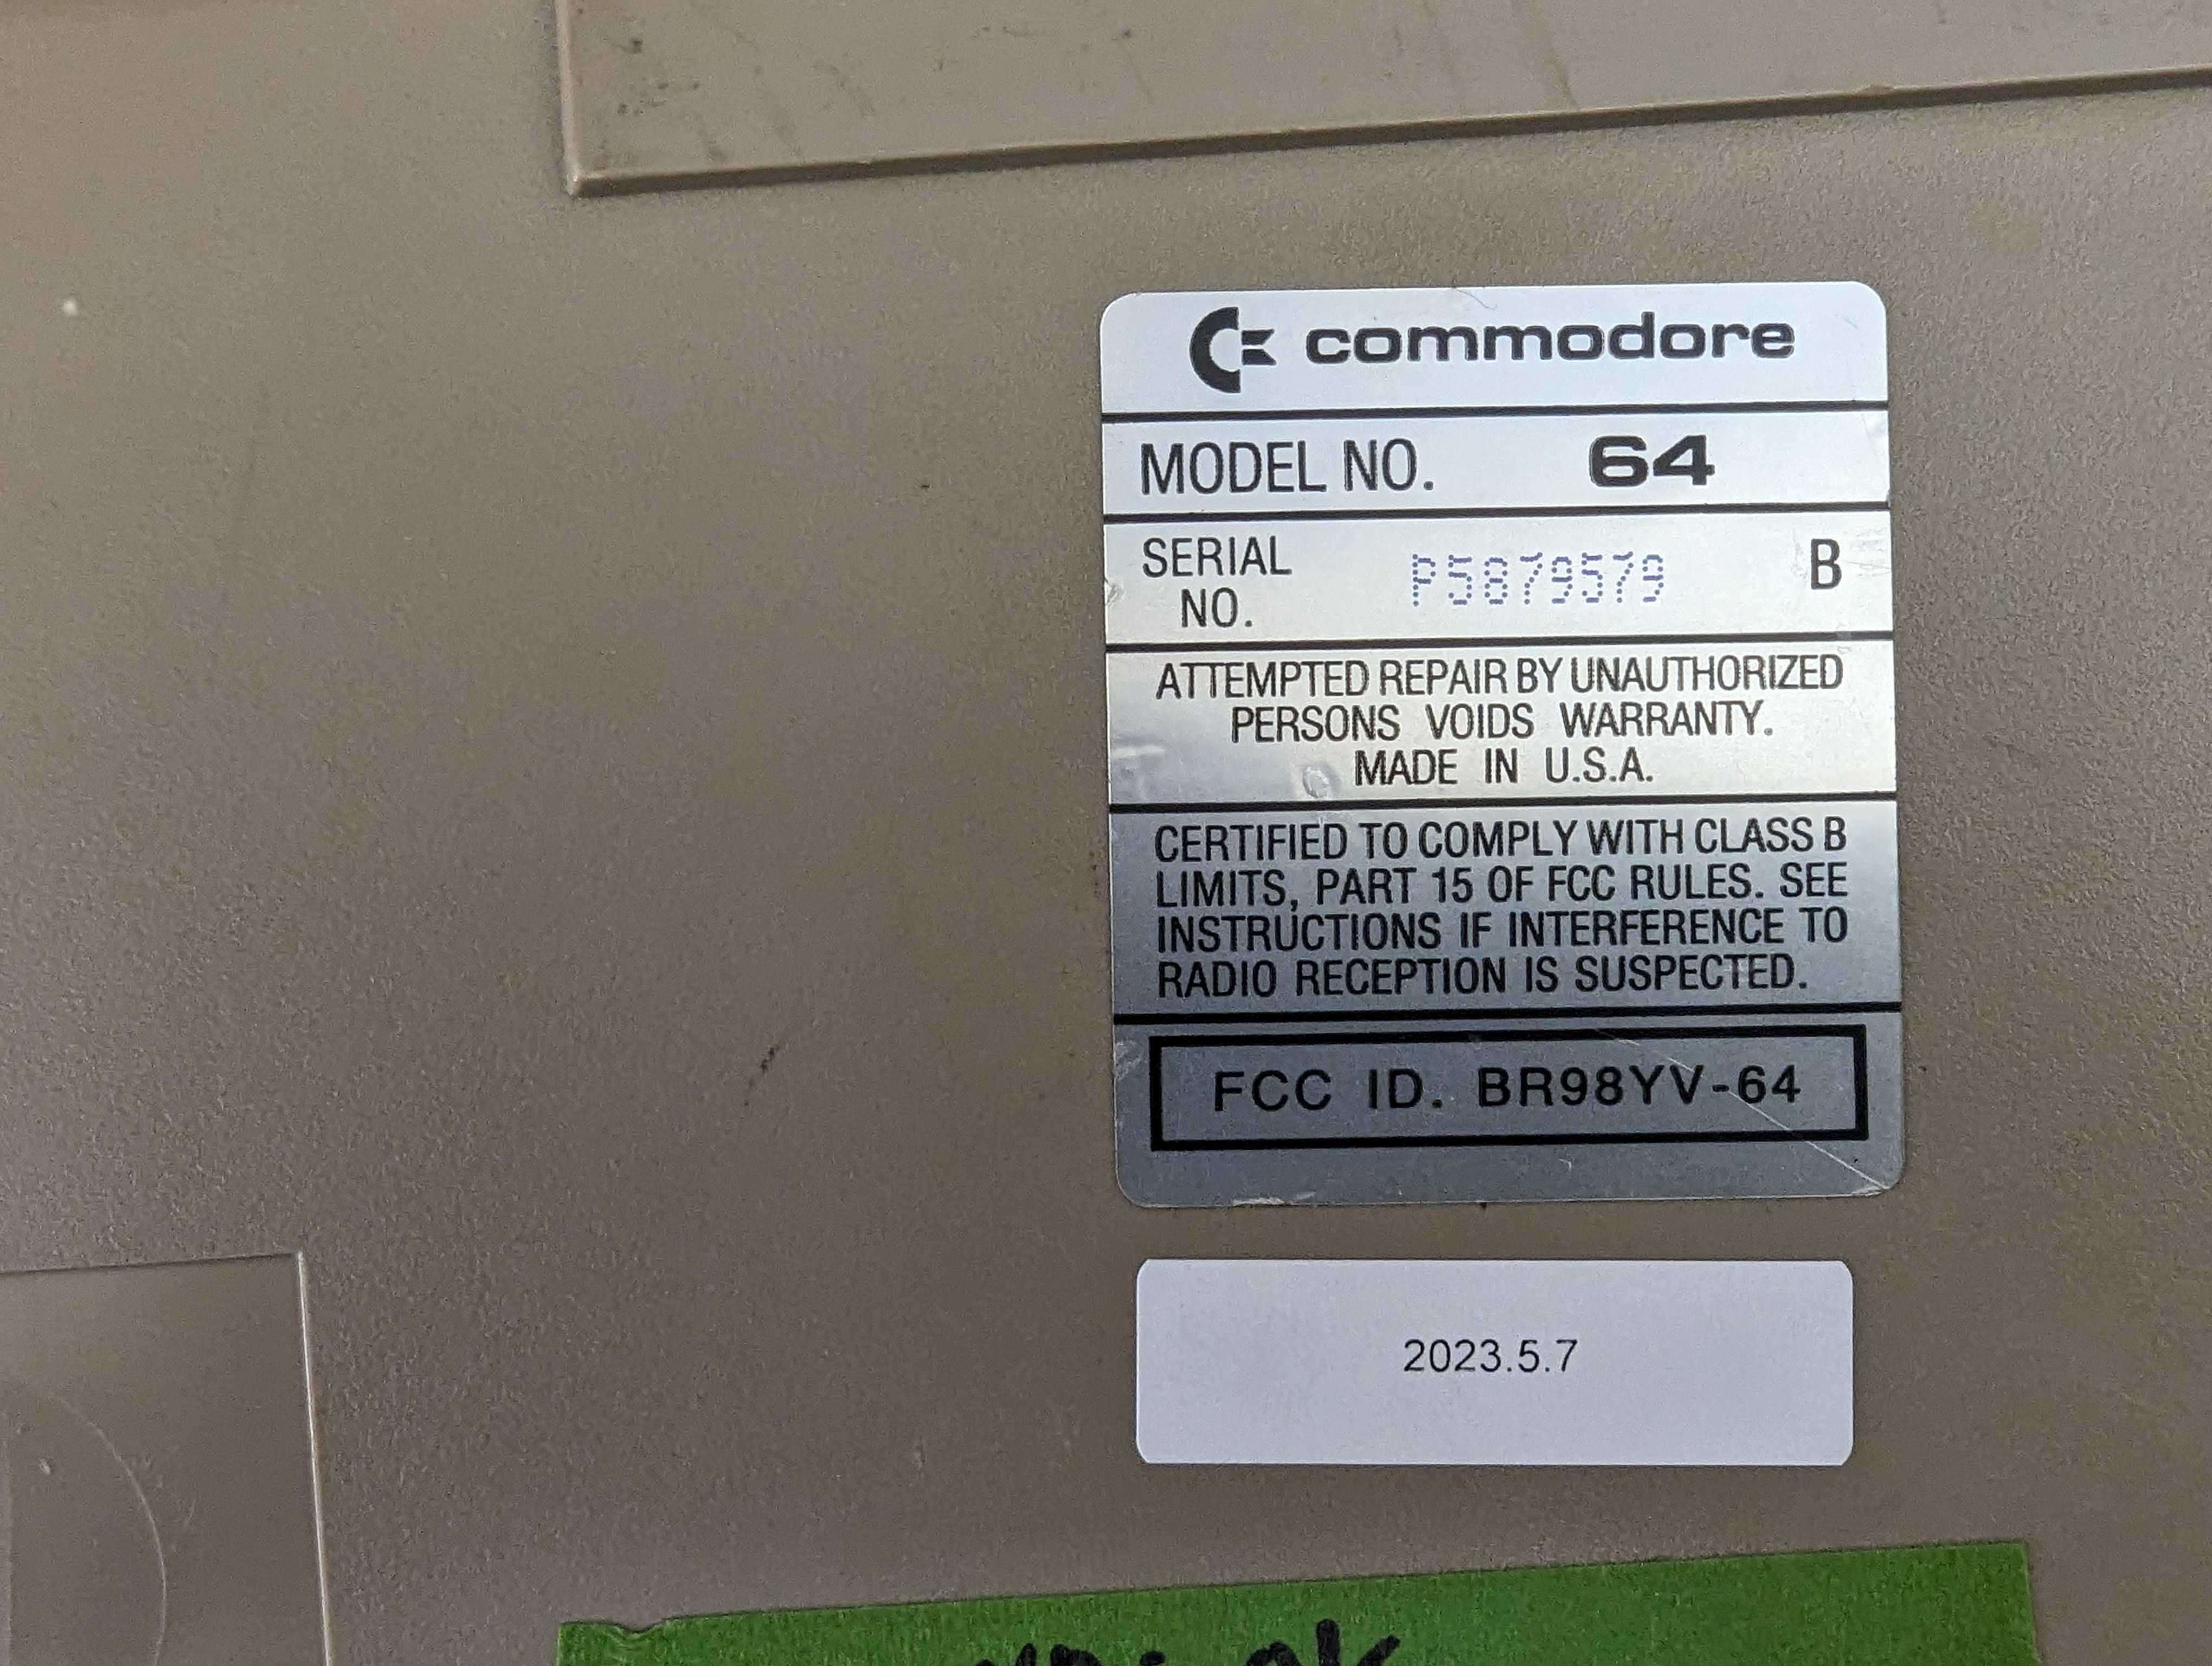 commodore
MODEL NO. 64
SERIAL NO. P5879579 B
ATTEMPTED REPAIR BY UNAUTHORIZED
PERSONS VOIDS WARRANTY.
MADE IN U.S.A.
CERTIFIED TO COMPLY WITH CLASS B
LIMITS, PART 15 OF FCC RULES. SEE
INSTRUCTIONS IF INTERFERENCE TO
RADIO RECEPTION IS SUSPECTED.
FCC ID. BR98YV-64
2023.5.7